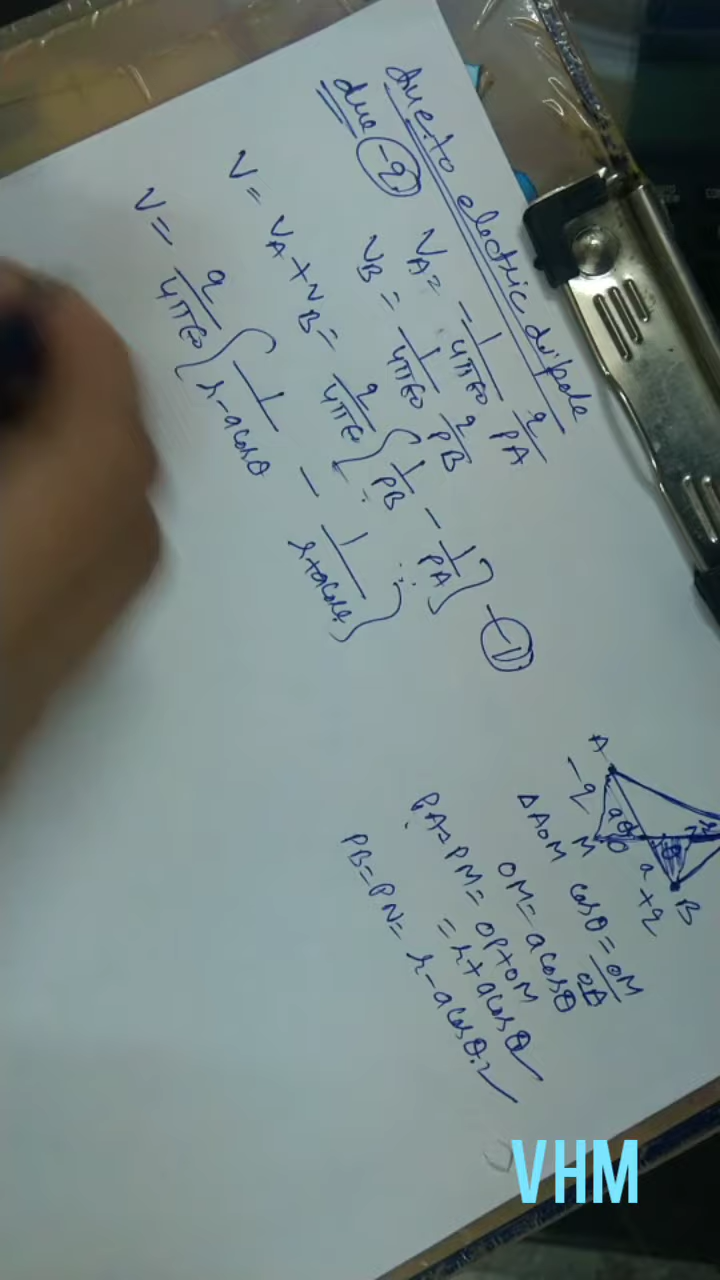 due to electric dipole
due (-q)
VA = - 1/4πε0 q/PA
VB = 1/4πε0 q/PB
V = VA + VB = q/4πε0 { 1/PB - 1/PA } - (1)
V = q/4πε0 { 1/r-acosθ - 1/r+acosθ }
A
-q
a
θ
M
O
N
θ
a
+q
B
ΔAOM cosθ = OM/OA
OM = acosθ
PA = PM = OP+OM
= r+acosθ
PB = PN = r-acosθ
VHM